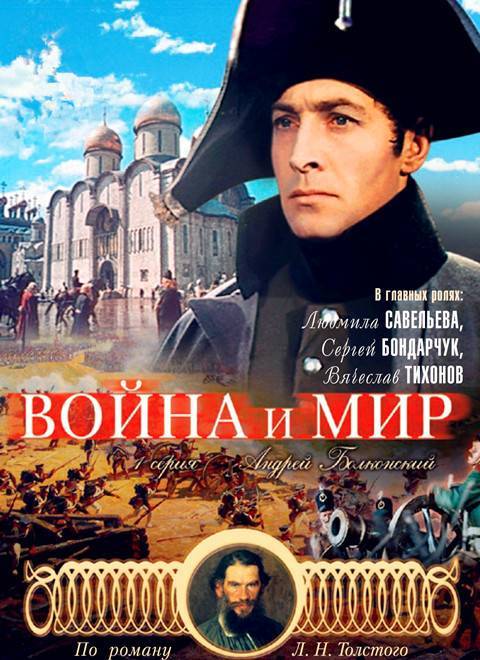 В главных ролях:
Людмила САВЕЛЬЕВА,
Сергей БОНДАРЧУК,
Вячеслав ТИХОНОВ
ВОЙНА и МИР
1 серия Андрей Болконский
По роману Л. Н. Толстого